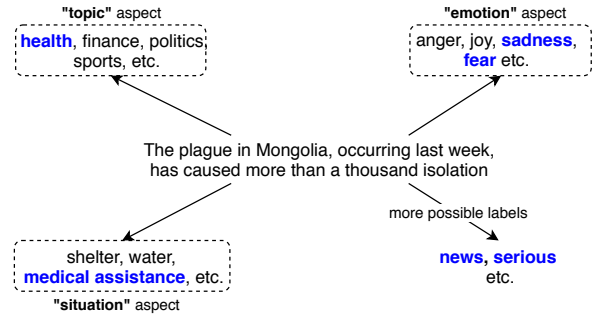 "topic" aspect
health, finance, politics
sports, etc.
"emotion" aspect
anger, joy, sadness,
fear etc.
The plague in Mongolia, occurring last week,
has caused more than a thousand isolation
more possible labels
shelter, water,
medical assistance, etc.
"situation" aspect
news, serious
etc.